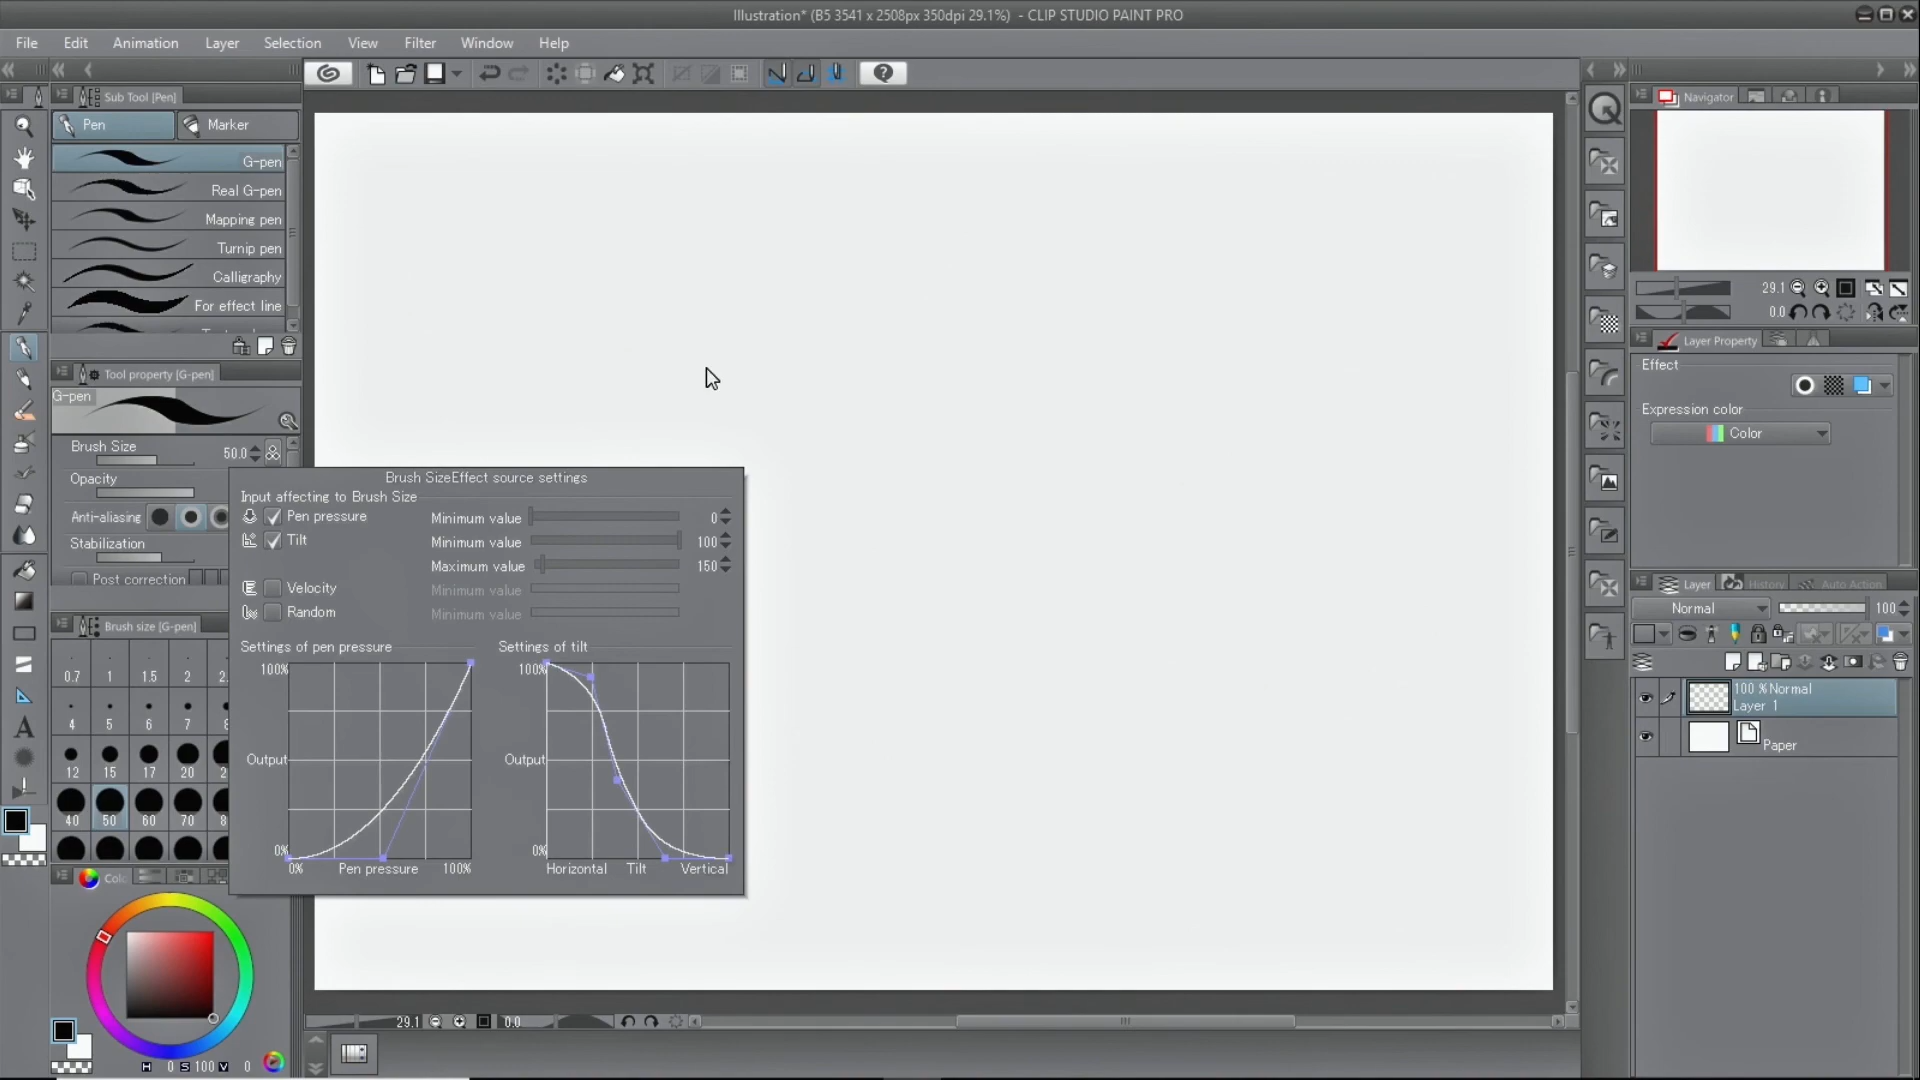 Illustration* (B5 3541 x 2508px 350dpi 29.1%) - CLIP STUDIO PAINT PRO
File Edit Animation Layer Selection View Filter Window Help
Sub Tool [Pen]
Pen Marker
G-pen
Real G-pen
Mapping pen
Turnip pen
Calligraphy
For effect line
Tool property [G-pen]
G-pen
Brush Size 50.0
Opacity
Anti-aliasing
Stabilization
Post correction
Brush size [G-pen]
0.7 1 1.5 2
4 5 6 7
12 15 17 20
40 50 60 70
H 0 S 100 V 0
Brush SizeEffect source settings
Input affecting to Brush Size
Pen pressure Minimum value 0
Tilt Minimum value 100
Maximum value 150
Velocity Minimum value
Random Minimum value
Settings of pen pressure
100%
Output
0%
0% Pen pressure 100%
Settings of tilt
100%
Output
0%
Horizontal Tilt Vertical
29.1 0.0
Navigator
29.1
0.0
Layer Property
Effect
Expression color
Color
Layer History Auto Action
Normal 100
100 % Normal
Layer 1
Paper